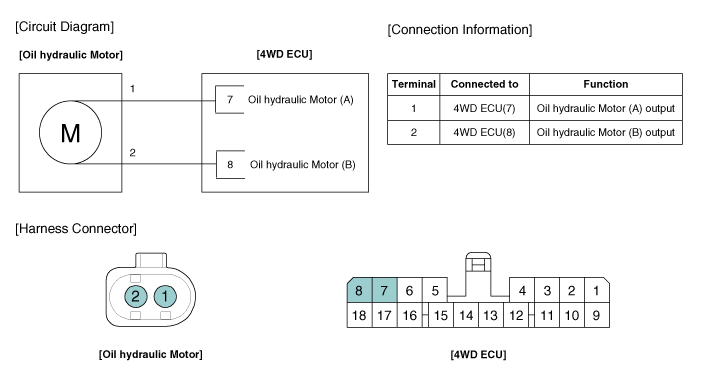 [Circuit Diagram]
[Connection Information]
[Oil hydraulic Motor] [4WD ECU]
M
1
2
7 Oil hydraulic Motor (A)
8 Oil hydraulic Motor (B)
Terminal Connected to Function
1 4WD ECU(7) Oil hydraulic Motor (A) output
2 4WD ECU(8) Oil hydraulic Motor (B) output
[Harness Connector]
2 1
[Oil hydraulic Motor]
8 7 6 5 4 3 2 1
18 17 16 15 14 13 12 11 10 9
[4WD ECU]